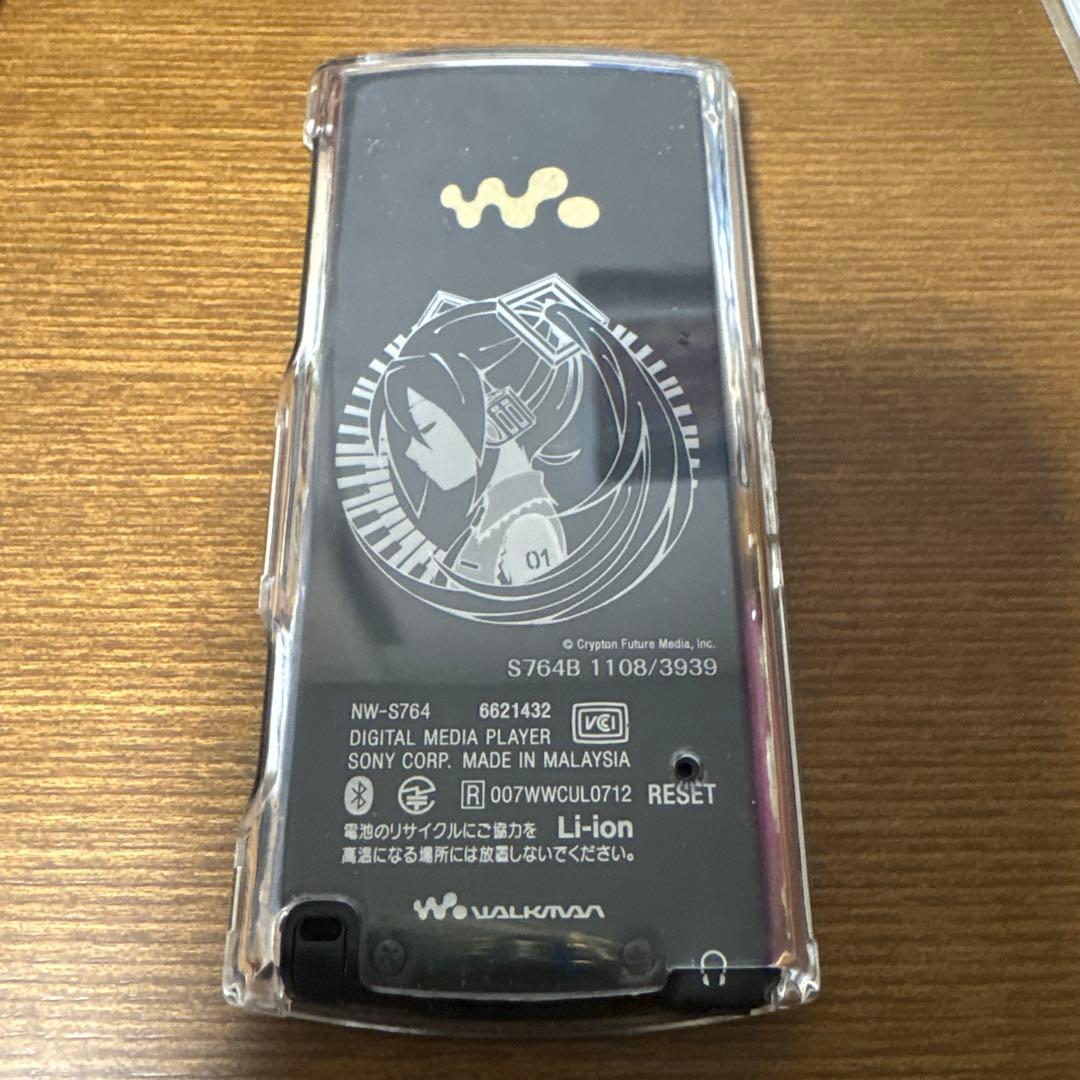 01
© Crypton Future Media, Inc.
S764B 1108/3939
NW-S764 6621432 VCI
DIGITAL MEDIA PLAYER
SONY CORP. MADE IN MALAYSIA
R 007WWCUL0712 RESET
電池のリサイクルにご協力を Li-ion
高温になる場所には放置しないでください。
WALKMAN